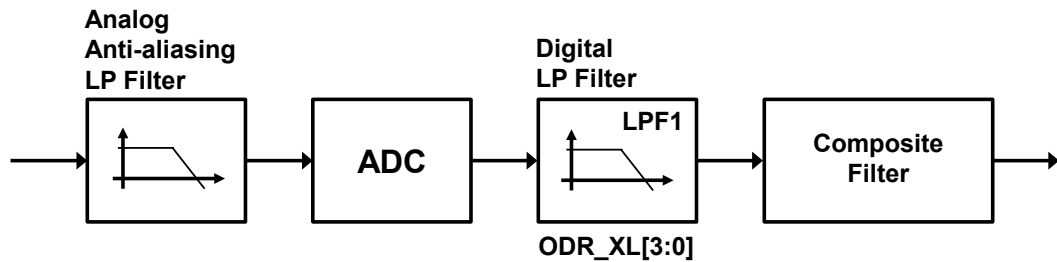 Analog
Anti-aliasing
LP Filter
ADC
Digital
LP Filter
LPF1
ODR_XL[3:0]
Composite
Filter